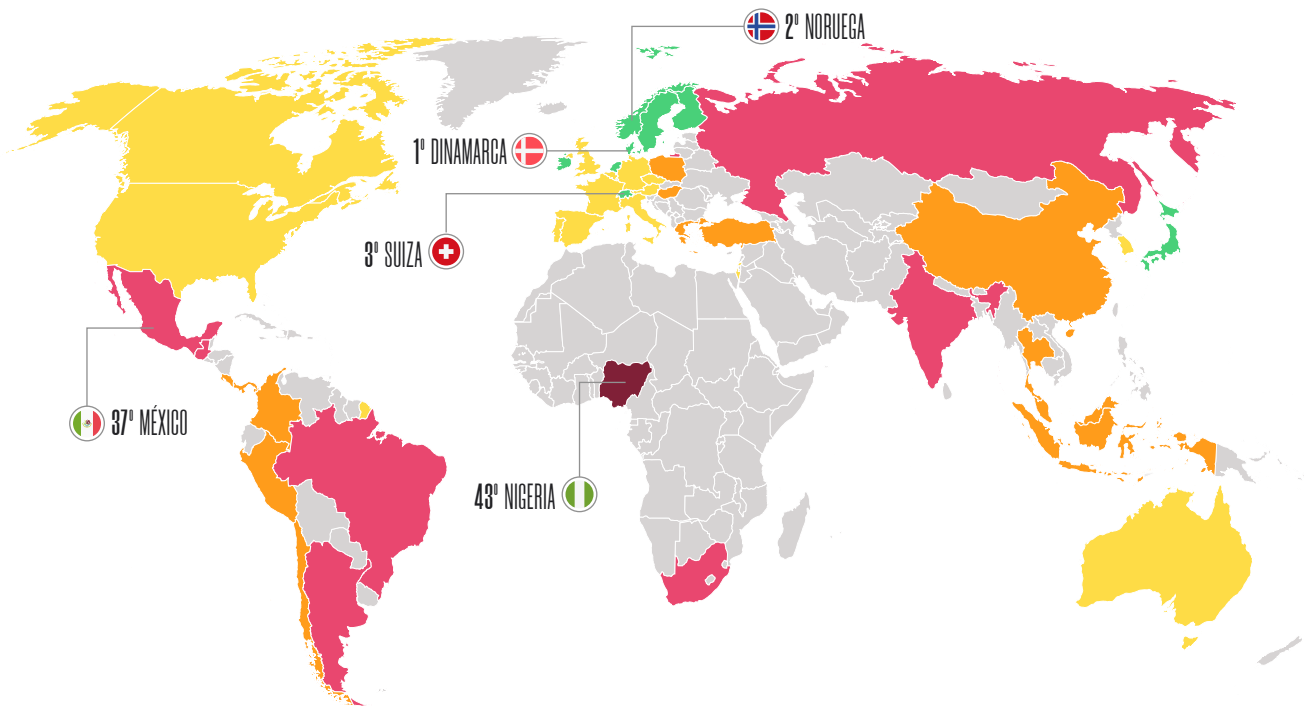 2º NORUEGA
1º DINAMARCA
3º SUIZA
37º MÉXICO
43º NIGERIA